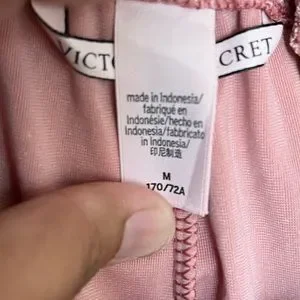 VICT CRET
made in Indonesia/
fabriqué en
Indonésie/hecho en
Indonesia/fabbricato
in Indonesia/
印尼制造
M
170/72A